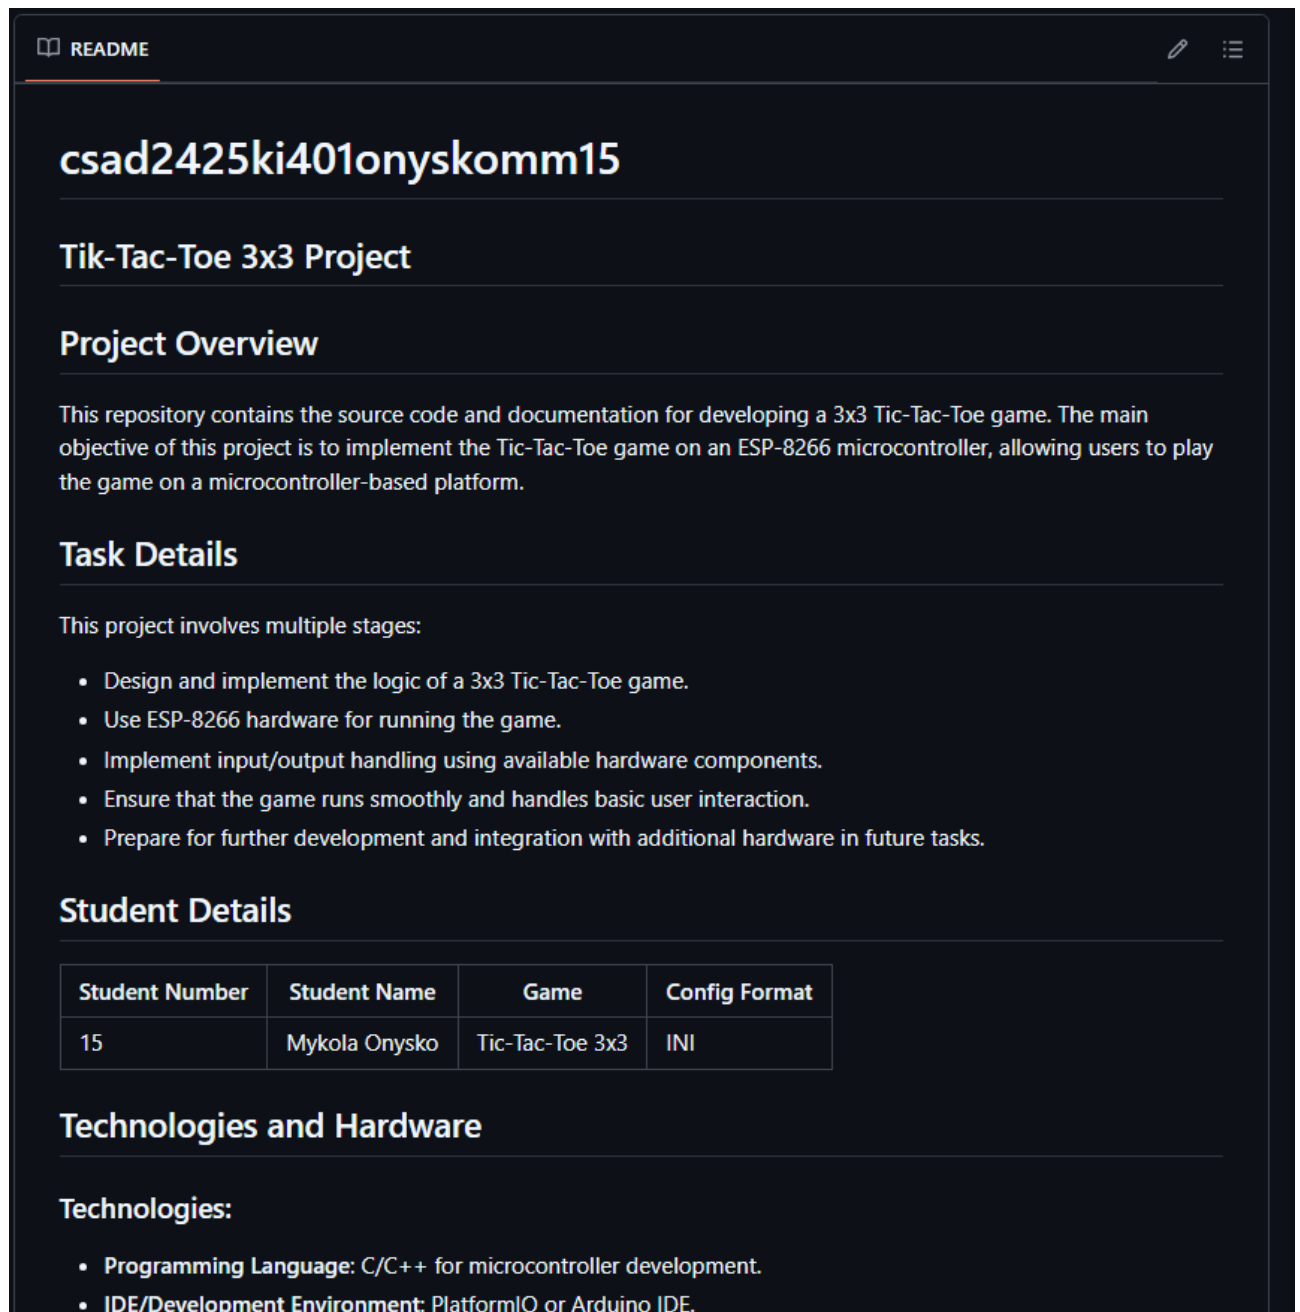 README
csad2425ki401onyskomm15
Tik-Tac-Toe 3x3 Project
Project Overview
This repository contains the source code and documentation for developing a 3x3 Tic-Tac-Toe game. The main
objective of this project is to implement the Tic-Tac-Toe game on an ESP-8266 microcontroller, allowing users to play
the game on a microcontroller-based platform.
Task Details
This project involves multiple stages:
• Design and implement the logic of a 3x3 Tic-Tac-Toe game.
• Use ESP-8266 hardware for running the game.
• Implement input/output handling using available hardware components.
• Ensure that the game runs smoothly and handles basic user interaction.
• Prepare for further development and integration with additional hardware in future tasks.
Student Details
Student Number Student Name Game Config Format
15 Mykola Onysko Tic-Tac-Toe 3x3 INI
Technologies and Hardware
Technologies:
• Programming Language: C/C++ for microcontroller development.
• IDE/Development Environment: PlatformIO or Arduino IDE.